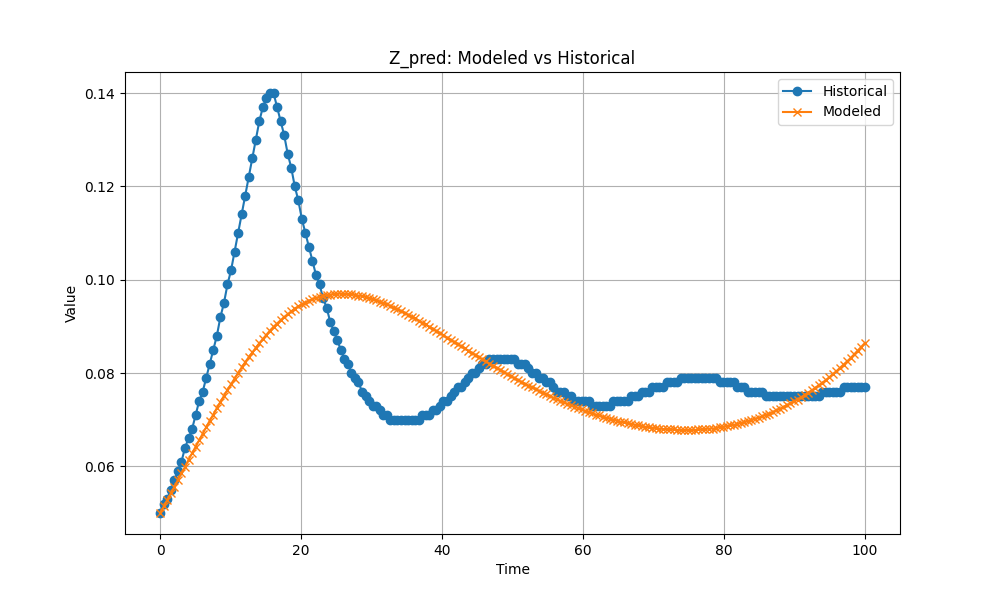 Z_pred: Modeled vs Historical
Historical
Modeled
Value
0.14
0.12
0.10
0.08
0.06
0 20 40 60 80 100
Time